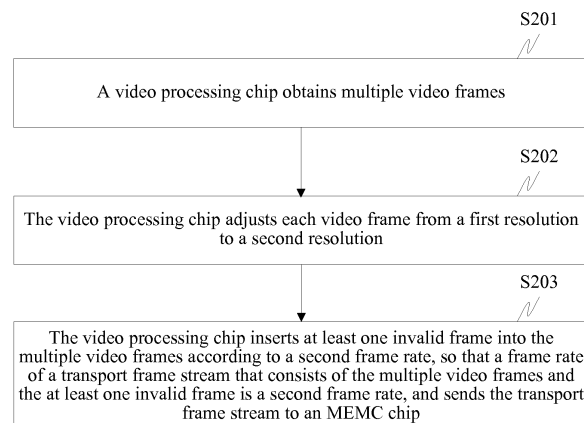 S201
A video processing chip obtains multiple video frames
S202
The video processing chip adjusts each video frame from a first resolution
to a second resolution
S203
The video processing chip inserts at least one invalid frame into the
multiple video frames according to a second frame rate, so that a frame rate
of a transport frame stream that consists of the multiple video frames and
the at least one invalid frame is a second frame rate, and sends the transport
frame stream to an MEMC chip